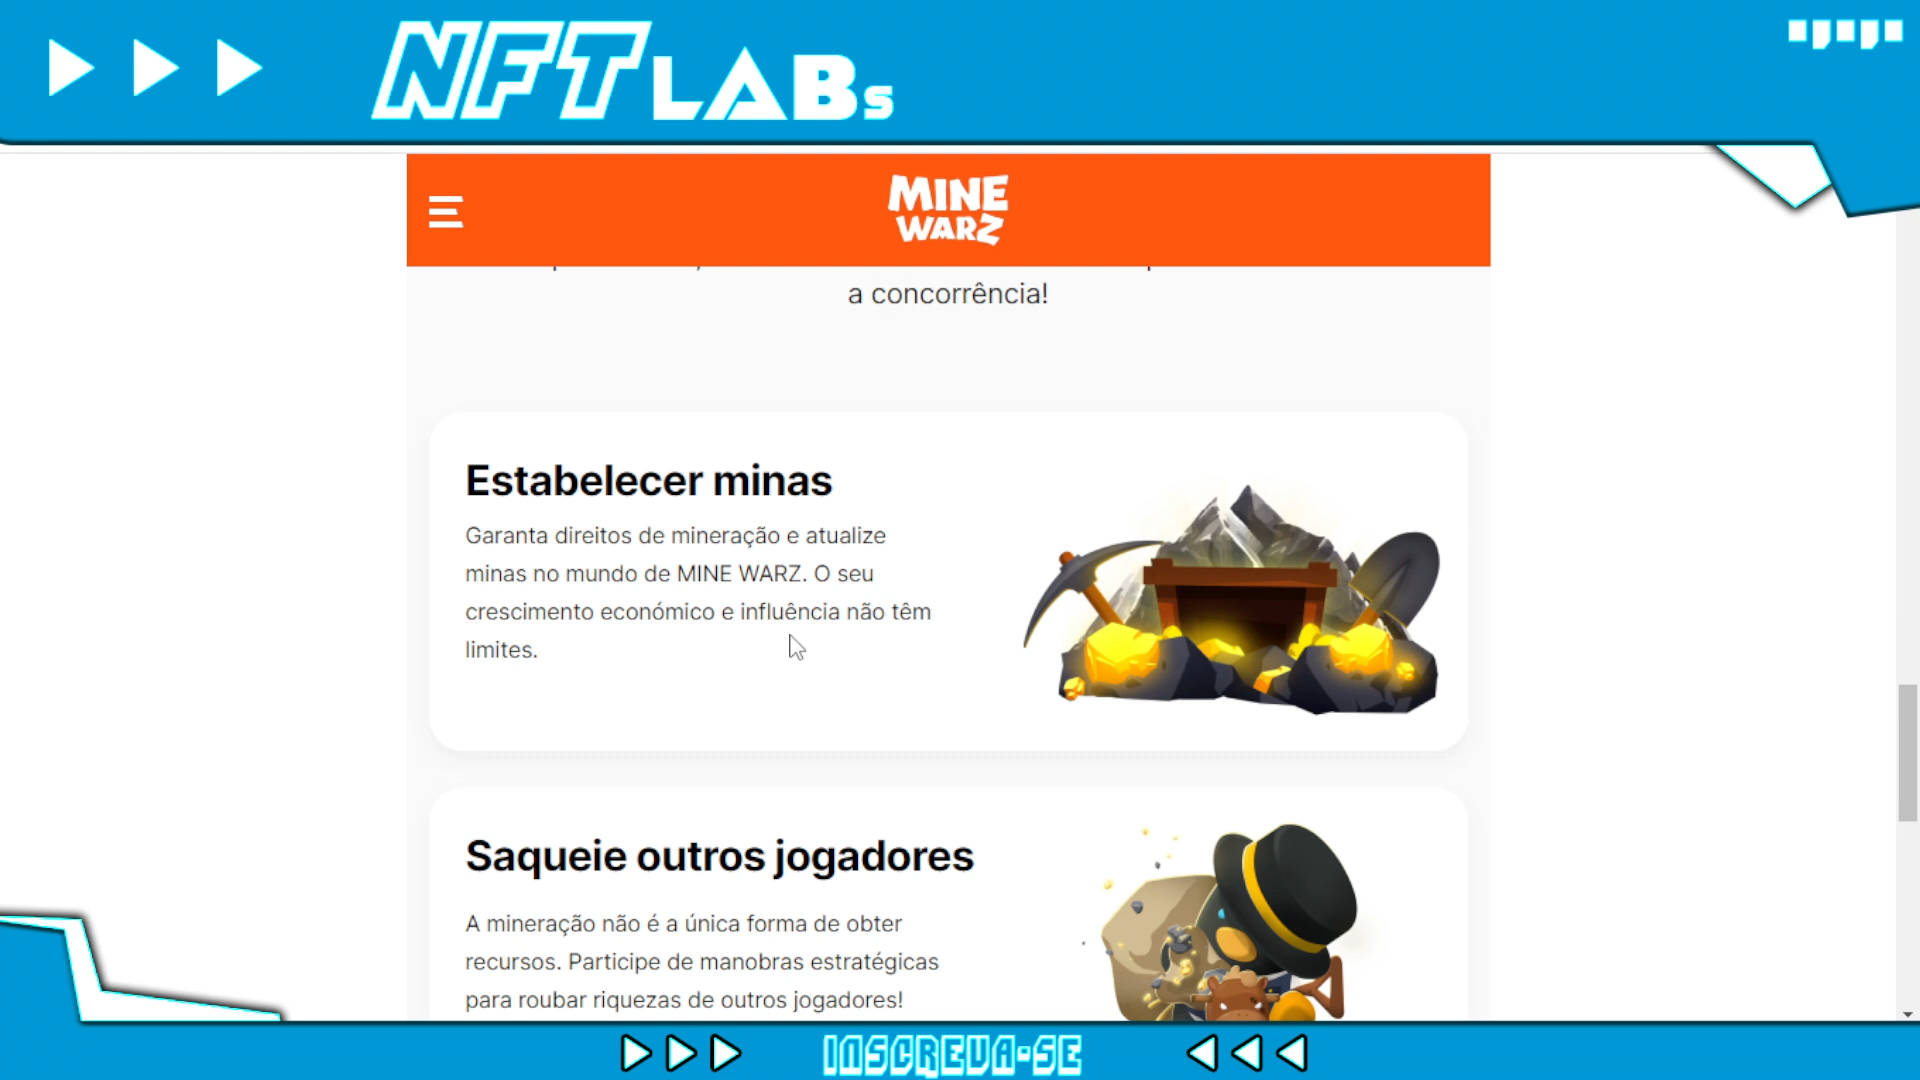 NFT LABs
MINE
WARZ
a concorrência!
Estabelecer minas
Garanta direitos de mineração e atualize
minas no mundo de MINE WARZ. O seu
crescimento económico e influência não têm
limites.
Saqueie outros jogadores
A mineração não é a única forma de obter
recursos. Participe de manobras estratégicas
para roubar riquezas de outros jogadores!
INSCREVA-SE